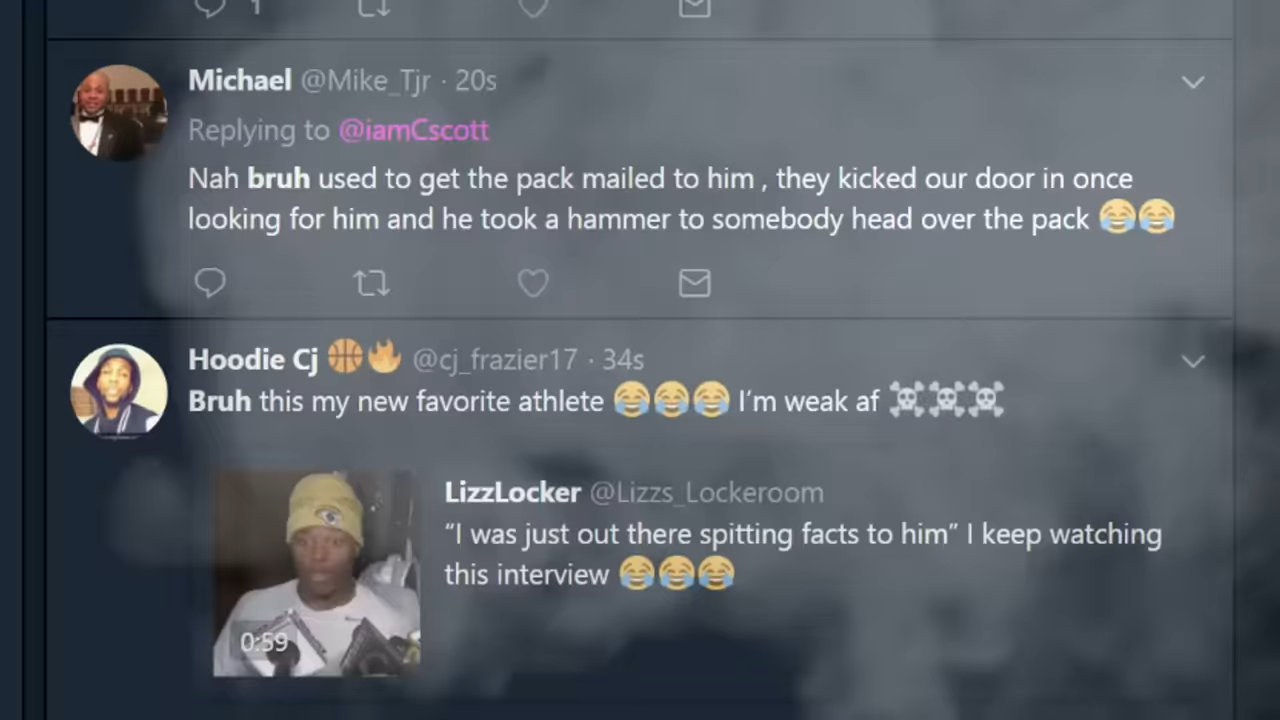 1
Michael @Mike_Tjr · 20s
Replying to @iamCscott
Nah bruh used to get the pack mailed to him , they kicked our door in once
looking for him and he took a hammer to somebody head over the pack 😂😂
Hoodie Cj 🏀🔥 @cj_frazier17 · 34s
Bruh this my new favorite athlete 😂😂😂 I’m weak af ☠☠☠
LizzLocker @Lizzs_Lockeroom
“I was just out there spitting facts to him” I keep watching
this interview 😂😂😂
0:59